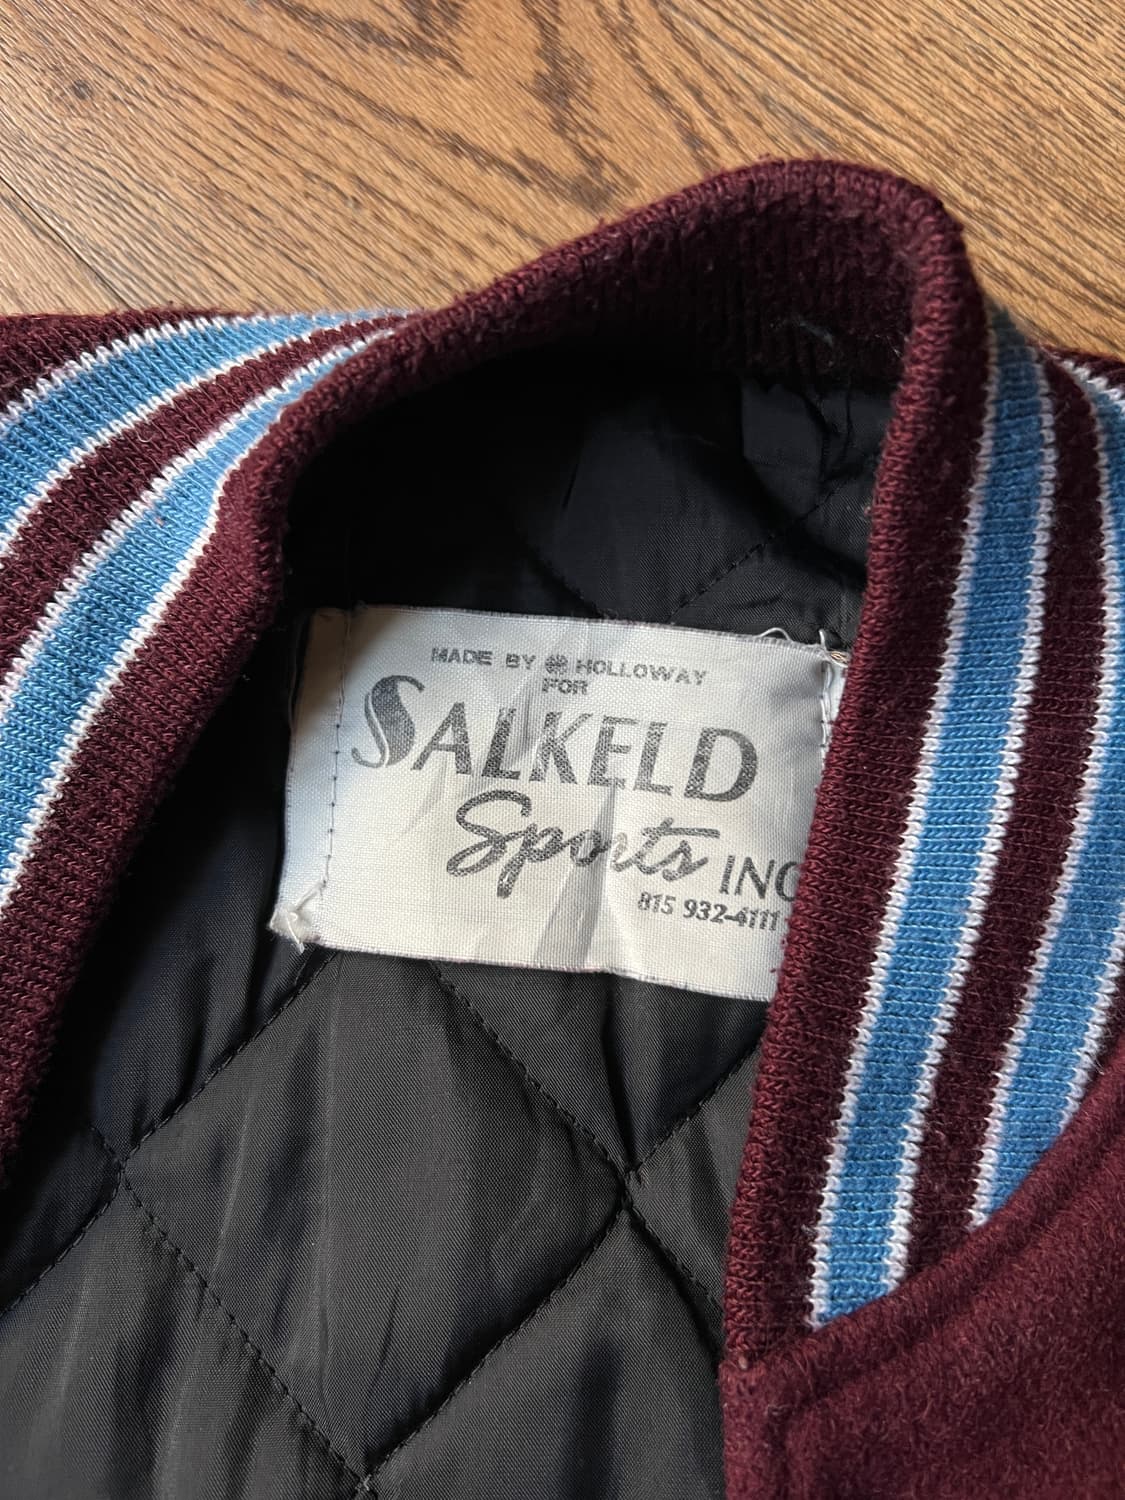 MADE BY HOLLOWAY
FOR
SALKELD
Sports INC
815 932-4111